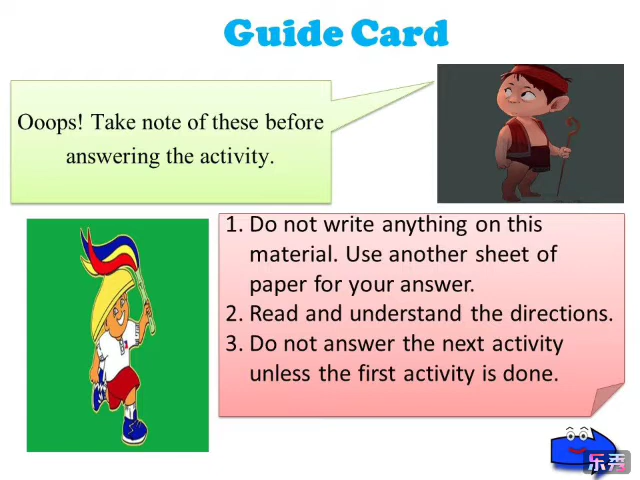 Guide Card
Ooops! Take note of these before
answering the activity.
1. Do not write anything on this
material. Use another sheet of
paper for your answer.
2. Read and understand the directions.
3. Do not answer the next activity
unless the first activity is done.
乐秀